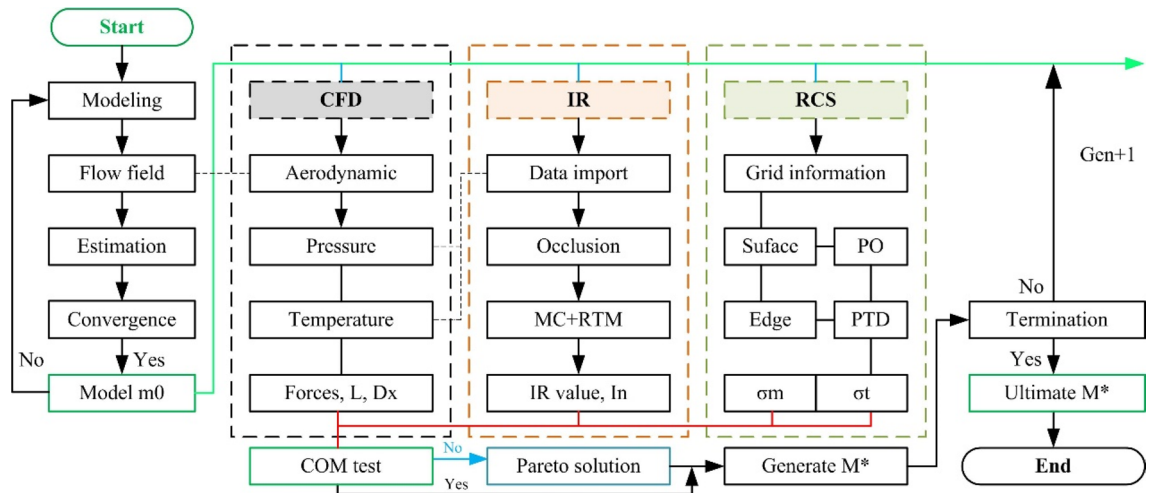 Start
Modeling
Flow field
Estimation
Convergence
No
Yes
Model m0
CFD
Aerodynamic
Pressure
Temperature
Forces, L, Dx
IR
Data import
Occlusion
MC+RTM
IR value, In
RCS
Grid information
Suface
PO
Edge
PTD
σm
σt
COM test
No
Yes
Pareto solution
Generate M*
Gen+1
No
Termination
Yes
Ultimate M*
End